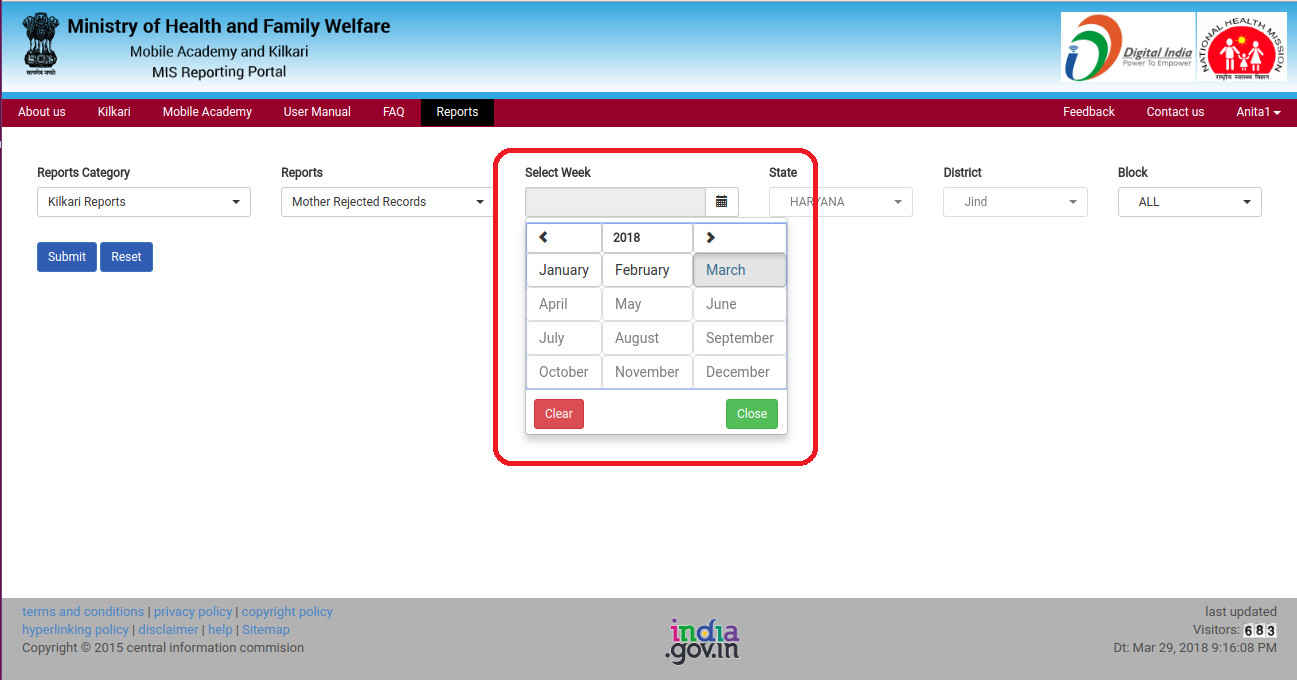 Ministry of Health and Family Welfare
Mobile Academy and Kilkari
MIS Reporting Portal
सत्यमेव जयते
Digital India
Power To Empower
NATIONAL HEALTH MISSION
राष्ट्रीय स्वास्थ्य मिशन
About us Kilkari Mobile Academy User Manual FAQ Reports Feedback Contact us Anita1
Reports Category Reports Select Week State District Block
Kilkari Reports Mother Rejected Records HARYANA Jind ALL
Submit Reset
2018
January February March
April May June
July August September
October November December
Clear Close
terms and conditions | privacy policy | copyright policy
hyperlinking policy | disclaimer | help | Sitemap
Copyright © 2015 central information commision
india
.gov.in
last updated
Visitors: 683
Dt: Mar 29, 2018 9:16:08 PM